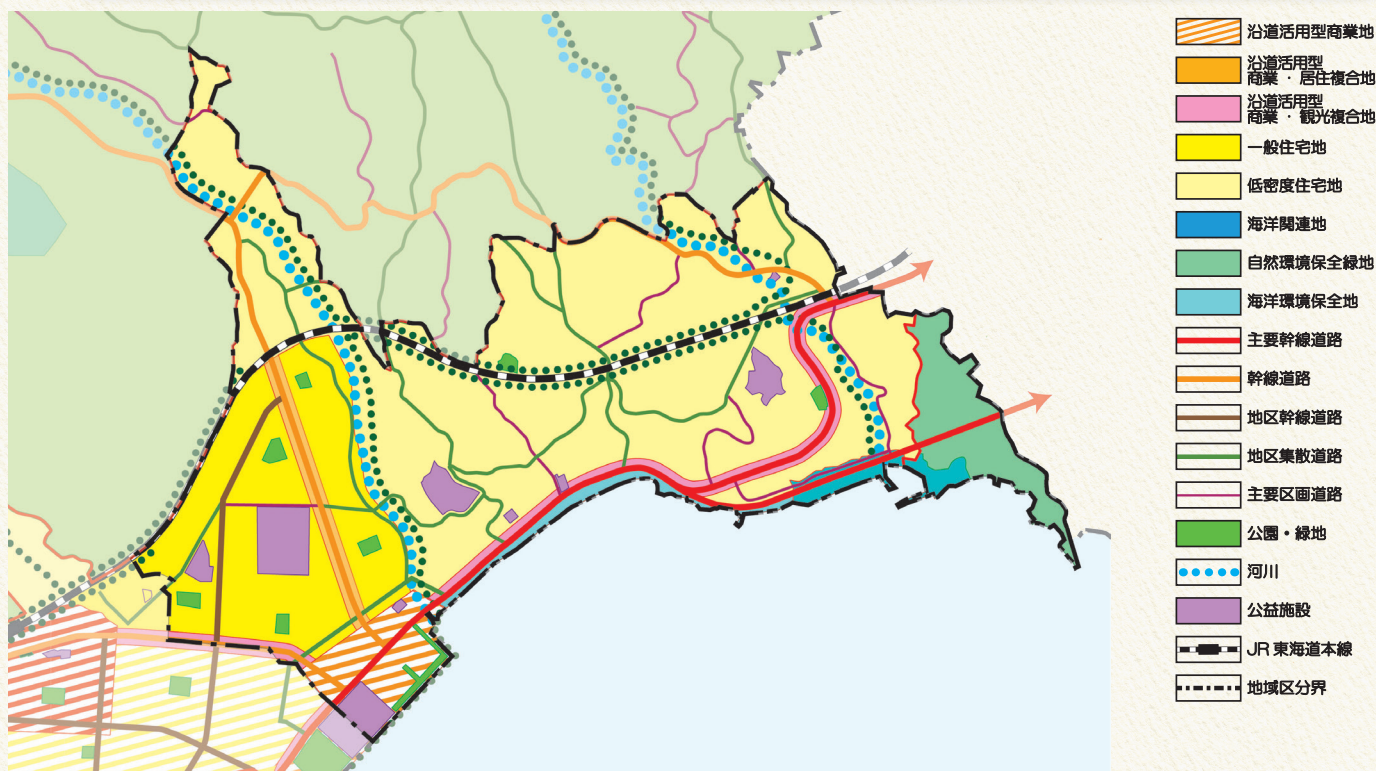 沿道活用型商業地
沿道活用型
商業・居住複合地
沿道活用型
商業・観光複合地
一般住宅地
低密度住宅地
海洋関連地
自然環境保全緑地
海洋環境保全地
主要幹線道路
幹線道路
地区幹線道路
地区集散道路
主要区画道路
公園・緑地
河川
公益施設
JR東海道本線
地域区分界